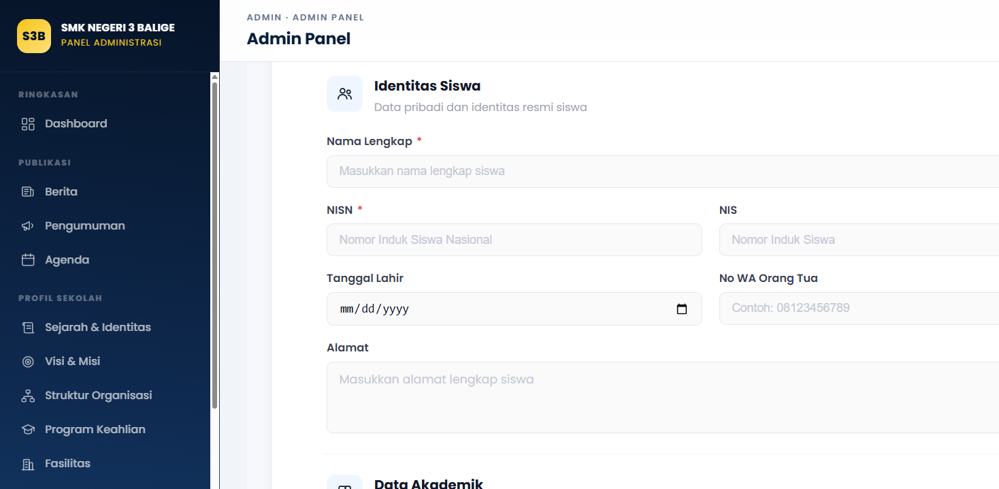 S3B
SMK NEGERI 3 BALIGE
PANEL ADMINISTRASI
RINGKASAN
Dashboard
PUBLIKASI
Berita
Pengumuman
Agenda
PROFIL SEKOLAH
Sejarah & Identitas
Visi & Misi
Struktur Organisasi
Program Keahlian
Fasilitas
ADMIN · ADMIN PANEL
Admin Panel
Identitas Siswa
Data pribadi dan identitas resmi siswa
Nama Lengkap *
Masukkan nama lengkap siswa
NISN *
Nomor Induk Siswa Nasional
NIS
Nomor Induk Siswa
Tanggal Lahir
mm/dd/yyyy
No WA Orang Tua
Contoh: 08123456789
Alamat
Masukkan alamat lengkap siswa
Data Akademik